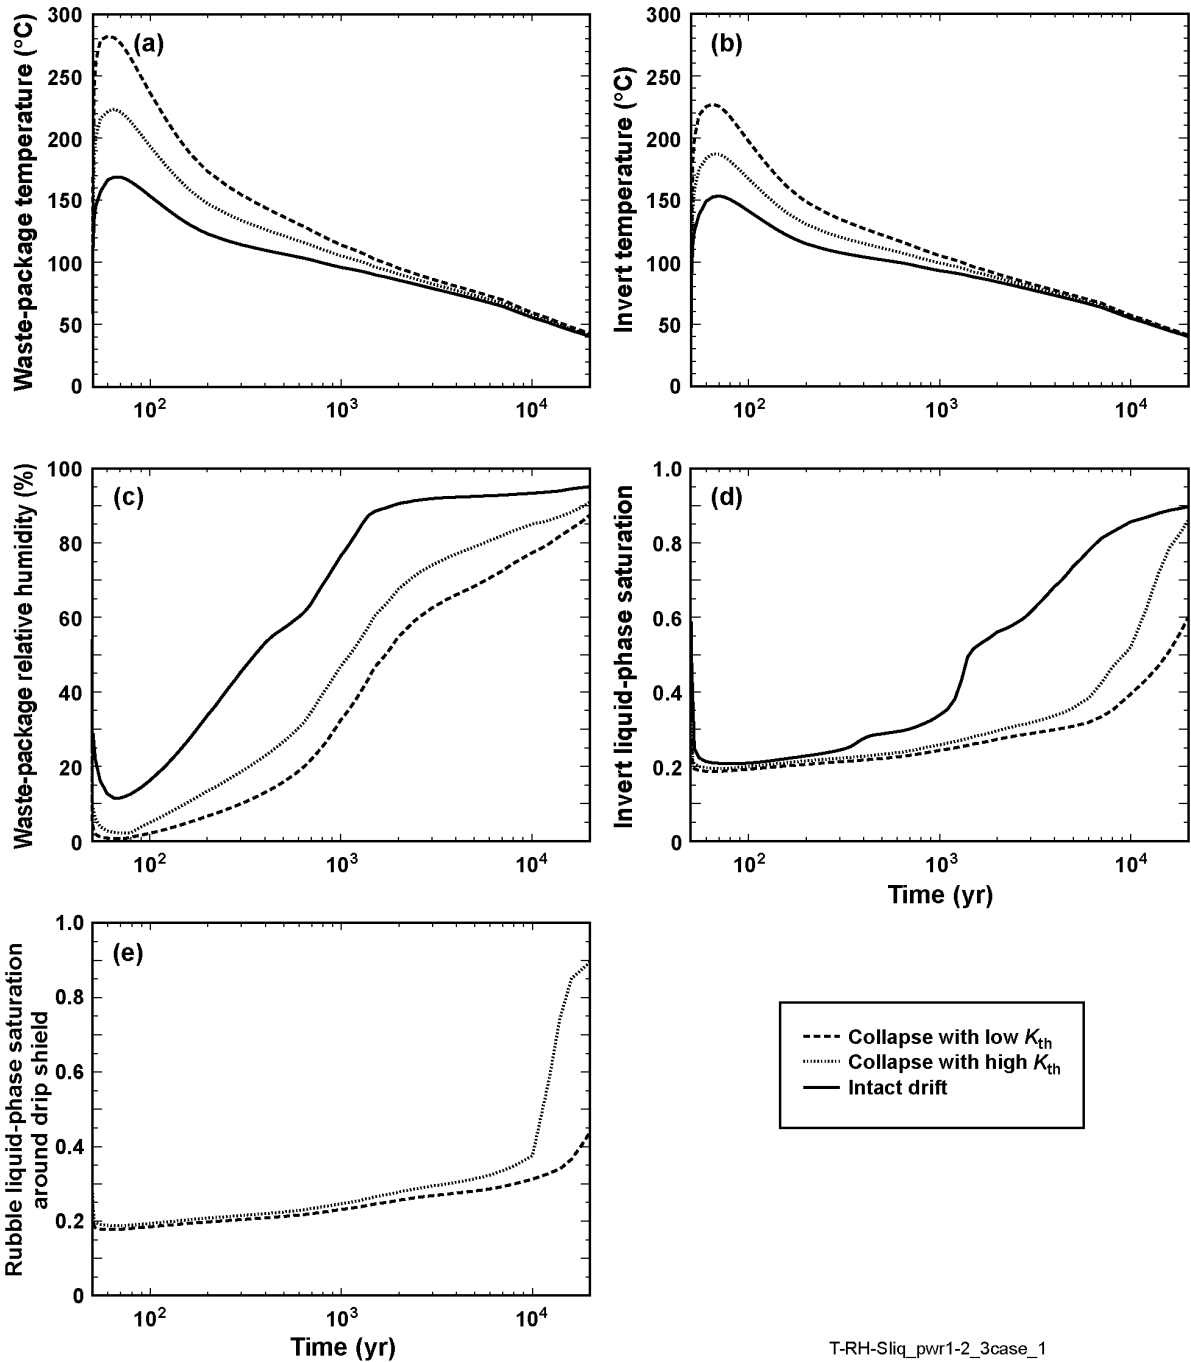 300
250
200
150
100
50
0
Waste-package temperature (°C)
(a)
10²
10³
10⁴
300
250
200
150
100
50
0
Invert temperature (°C)
(b)
10²
10³
10⁴
100
80
60
40
20
0
Waste-package relative humidity (%)
(c)
10²
10³
10⁴
1.0
0.8
0.6
0.4
0.2
0
Invert liquid-phase saturation
(d)
10²
10³
10⁴
Time (yr)
1.0
0.8
0.6
0.4
0.2
0
Rubble liquid-phase saturation
around drip shield
(e)
10²
10³
10⁴
Time (yr)
Collapse with low Kth
Collapse with high Kth
Intact drift
T-RH-Sliq_pwr1-2_3case_1